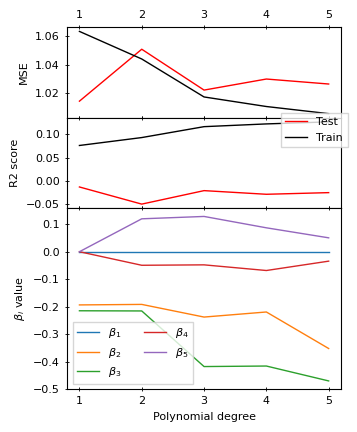 1 2 3 4 5
1.06
1.04
1.02
MSE
Test
Train
0.10
0.05
0.00
−0.05
R2 score
0.1
0.0
−0.1
−0.2
−0.3
−0.4
−0.5
βᵢ value
β₁ β₄
β₂ β₅
β₃
1 2 3 4 5
Polynomial degree